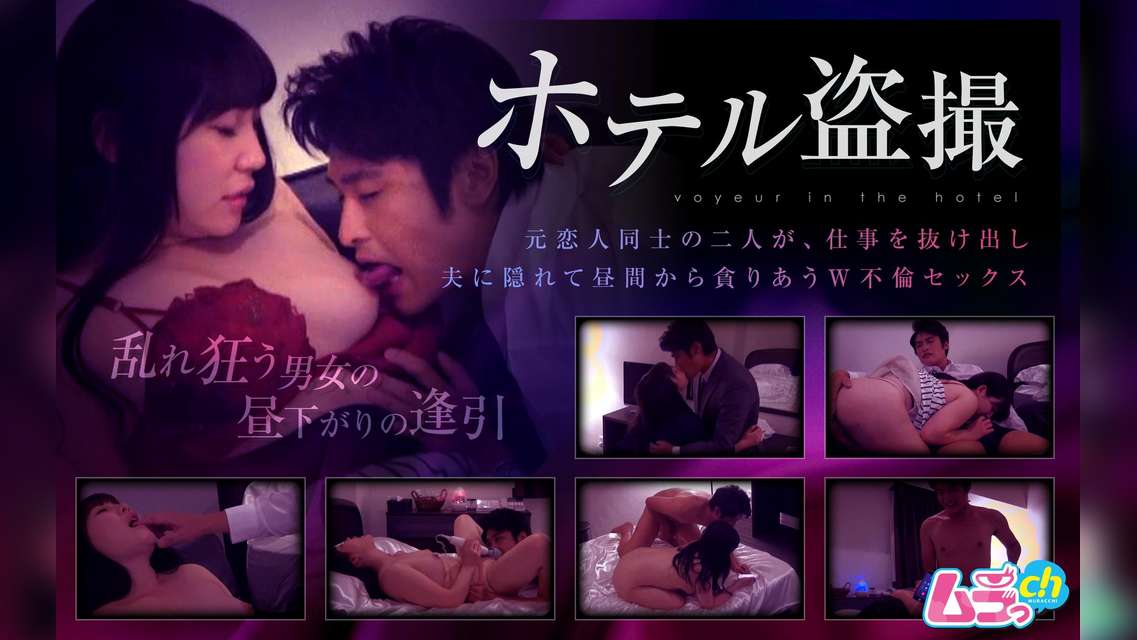 ホテル盗撮
voyeur in the hotel
元恋人同士の二人が、仕事を抜け出し
夫に隠れて昼間から貪りあうW不倫セックス
乱れ狂う男女の
昼下がりの逢引
ムラっch
MURACCHI